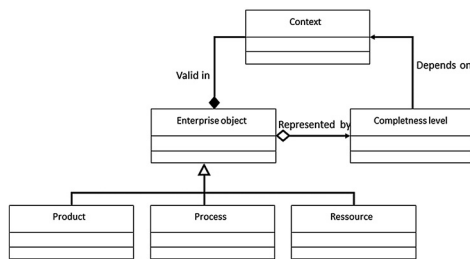 Context
Valid in
Depends on
Enterprise object
Represented by
Completness level
Product
Process
Ressource